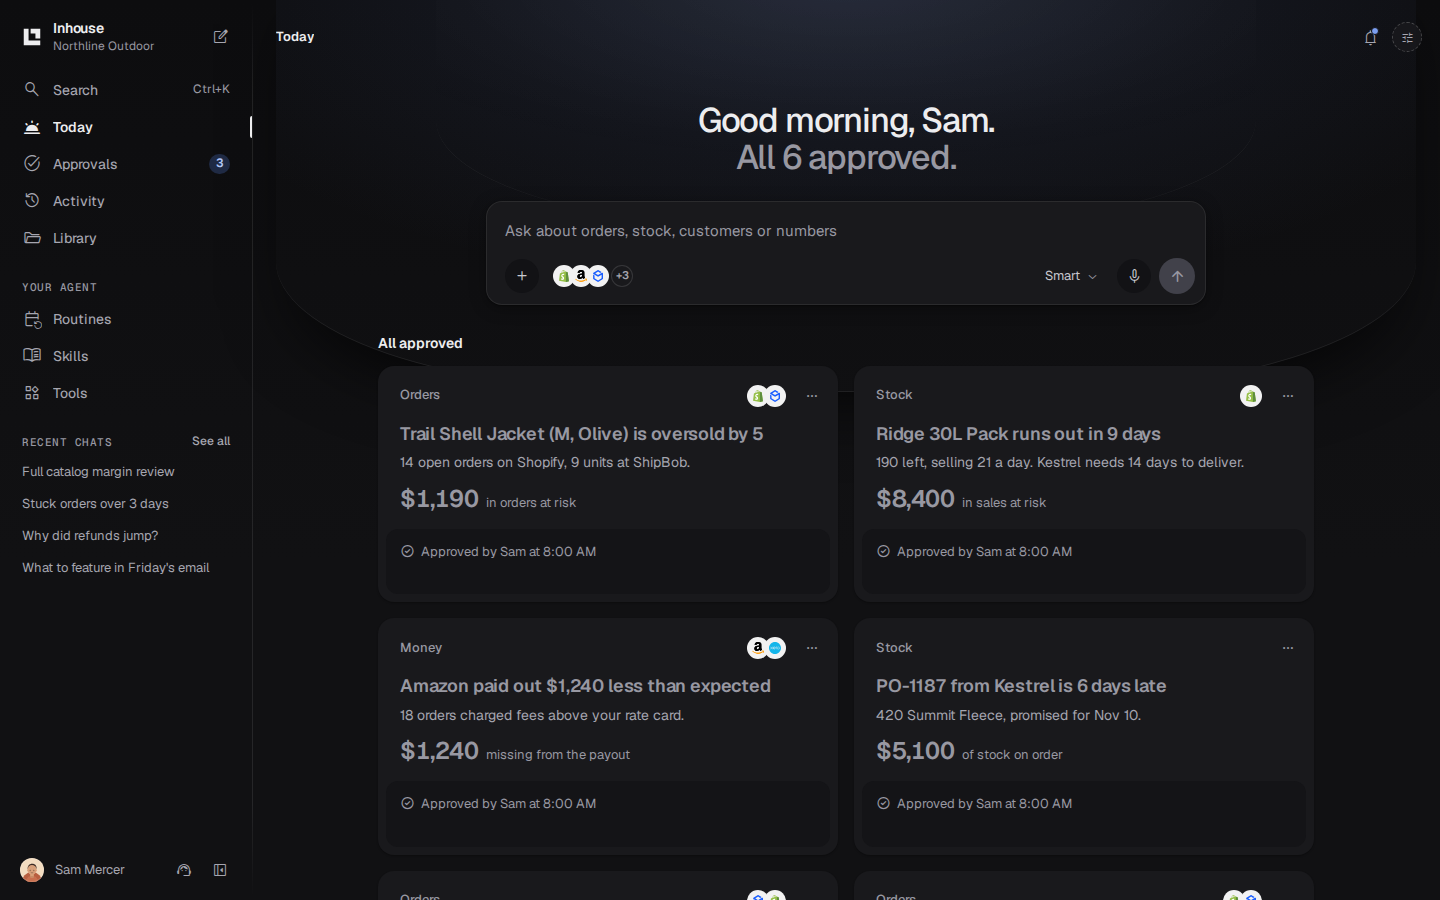 Inhouse
Northline Outdoor
Search Ctrl+K
Today
Approvals 3
Activity
Library
YOUR AGENT
Routines
Skills
Tools
RECENT CHATS See all
Full catalog margin review
Stuck orders over 3 days
Why did refunds jump?
What to feature in Friday's email
Sam Mercer
Today
Good morning, Sam.
All 6 approved.
Ask about orders, stock, customers or numbers
+3 Smart
All approved
Orders
Trail Shell Jacket (M, Olive) is oversold by 5
14 open orders on Shopify, 9 units at ShipBob.
$1,190 in orders at risk
Approved by Sam at 8:00 AM
Stock
Ridge 30L Pack runs out in 9 days
190 left, selling 21 a day. Kestrel needs 14 days to deliver.
$8,400 in sales at risk
Approved by Sam at 8:00 AM
Money
Amazon paid out $1,240 less than expected
18 orders charged fees above your rate card.
$1,240 missing from the payout
Approved by Sam at 8:00 AM
Stock
PO-1187 from Kestrel is 6 days late
420 Summit Fleece, promised for Nov 10.
$5,100 of stock on order
Approved by Sam at 8:00 AM
Orders
Orders